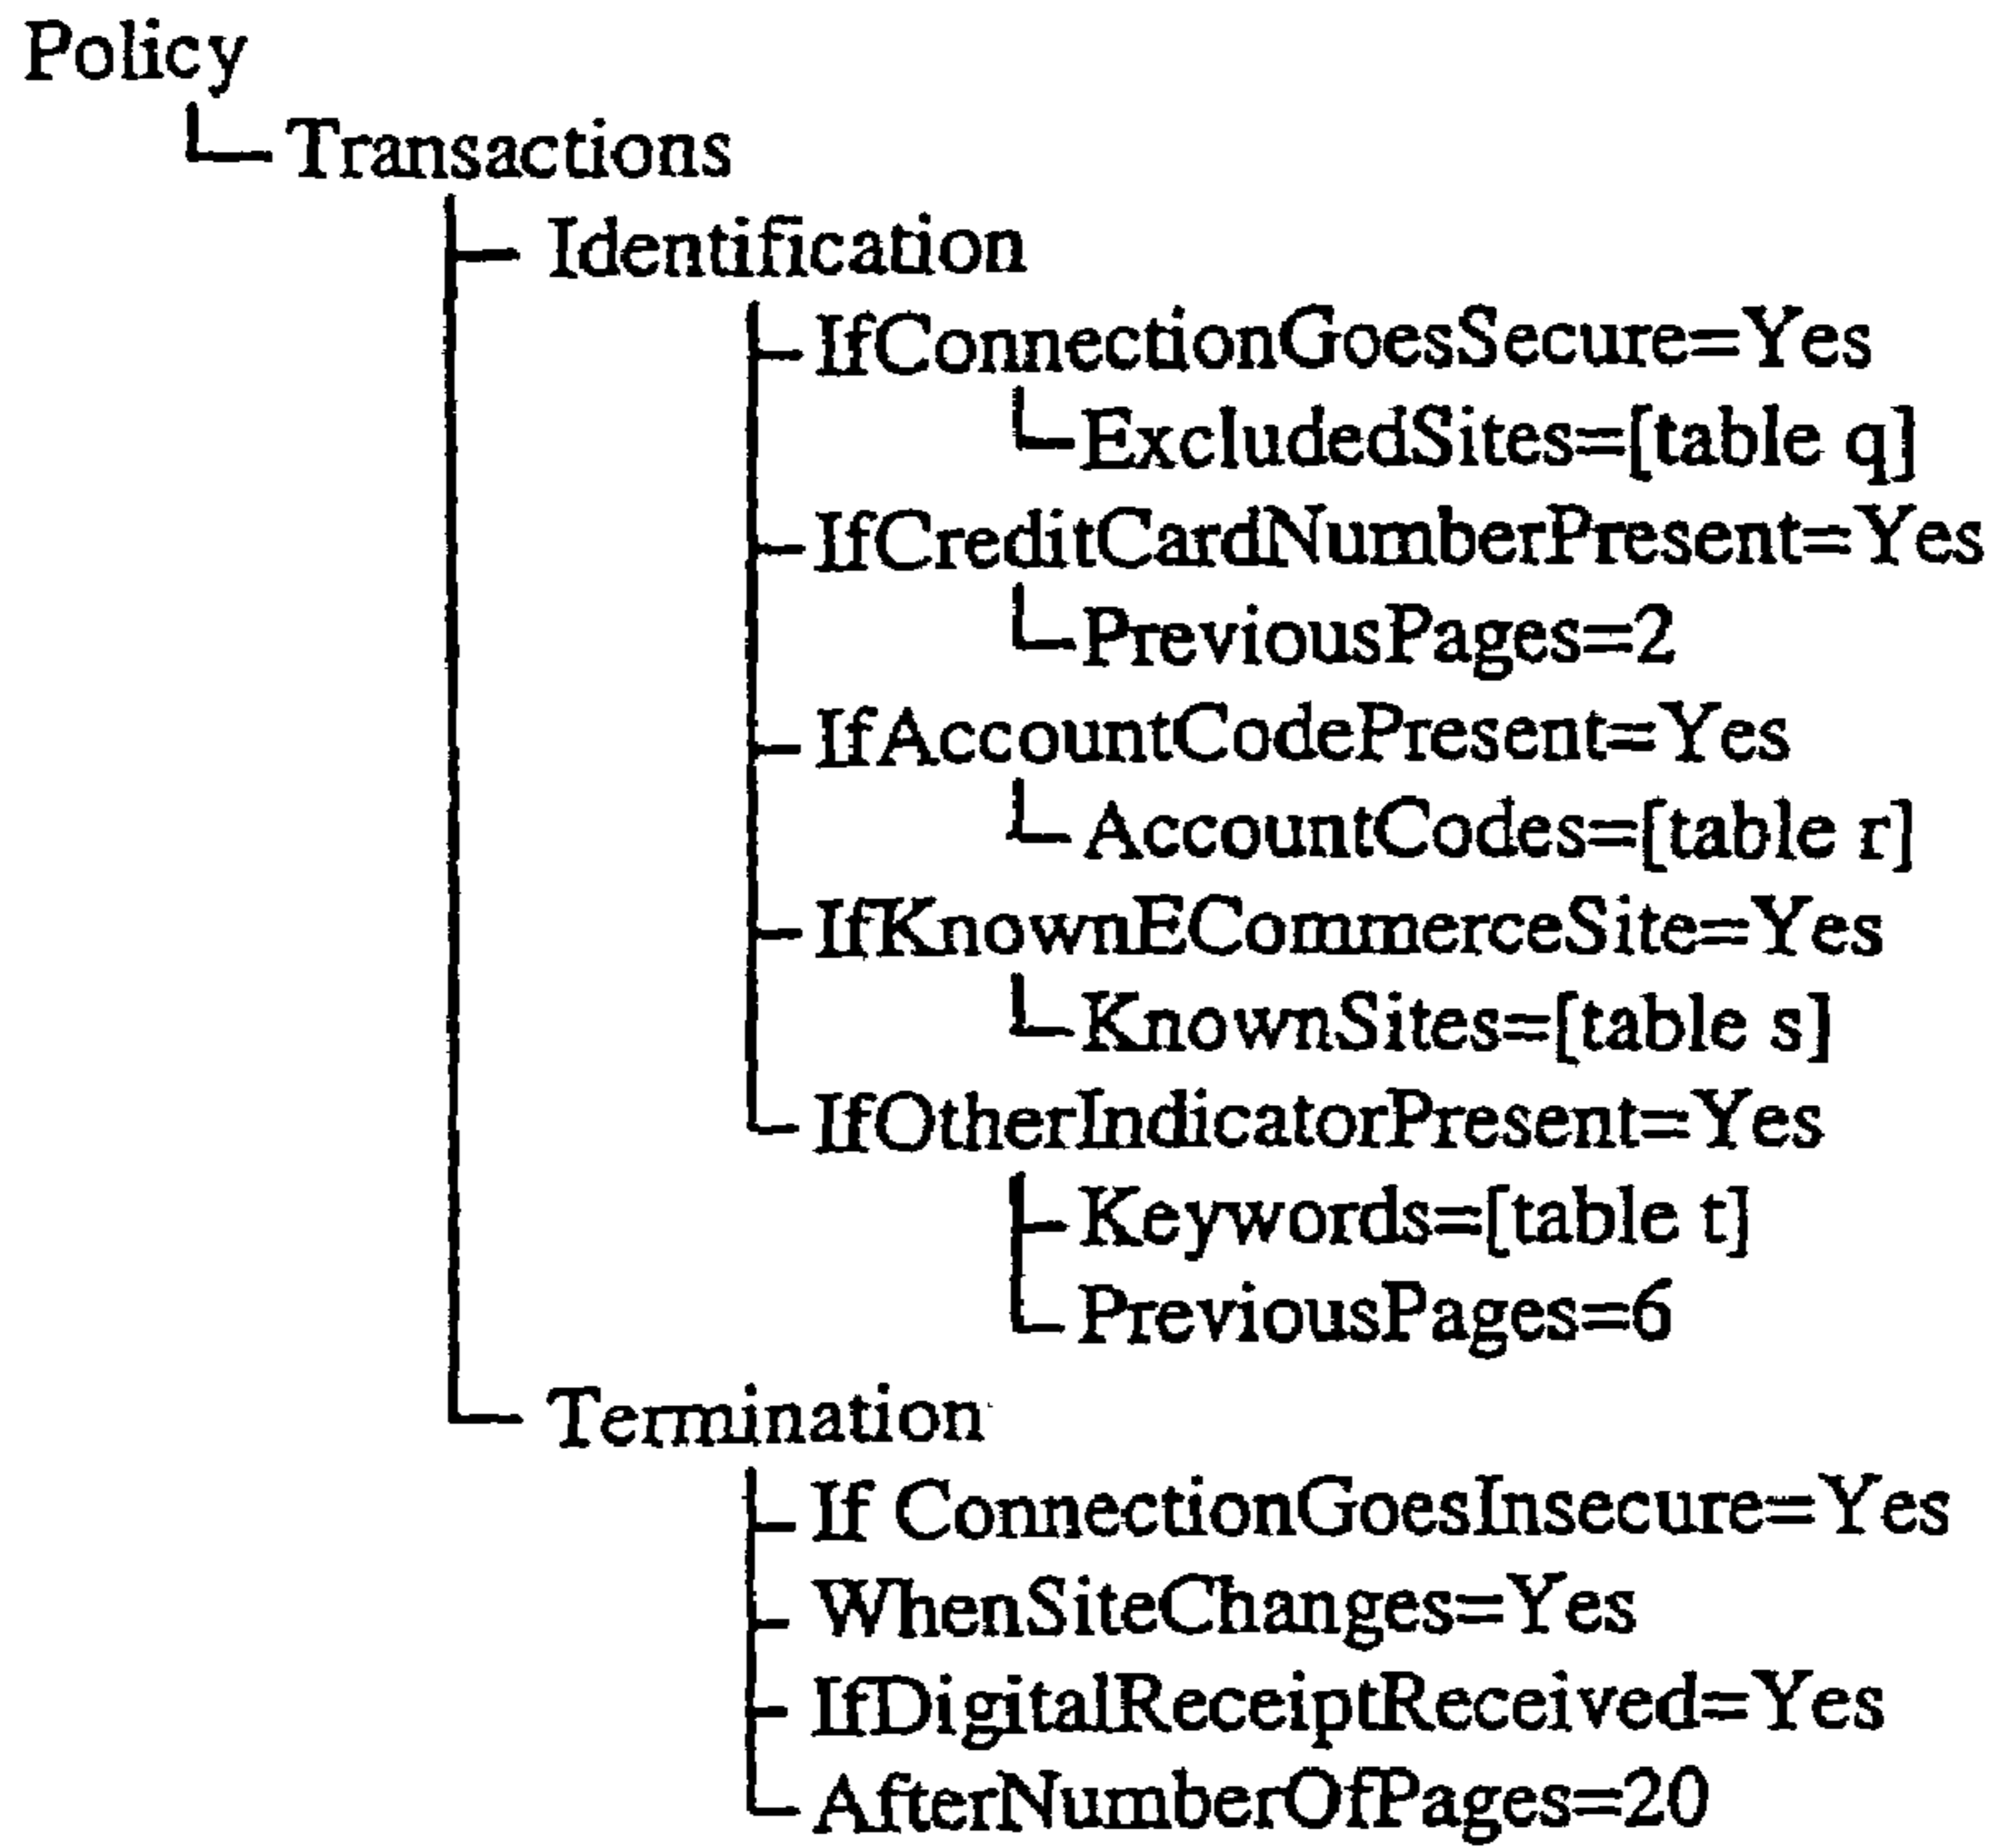 Policy
Transactions
Identification
IfConnectionGoesSecure=Yes
ExcludedSites=[table q]
IfCreditCardNumberPresent=Yes
PreviousPages=2
IfAccountCodePresent=Yes
AccountCodes=[table r]
IfKnownECommerceSite=Yes
KnownSites=[table s]
IfOtherIndicatorPresent=Yes
Keywords=[table t]
PreviousPages=6
Termination
If ConnectionGoesInsecure=Yes
WhenSiteChanges=Yes
IfDigitalReceiptReceived=Yes
AfterNumberOfPages=20